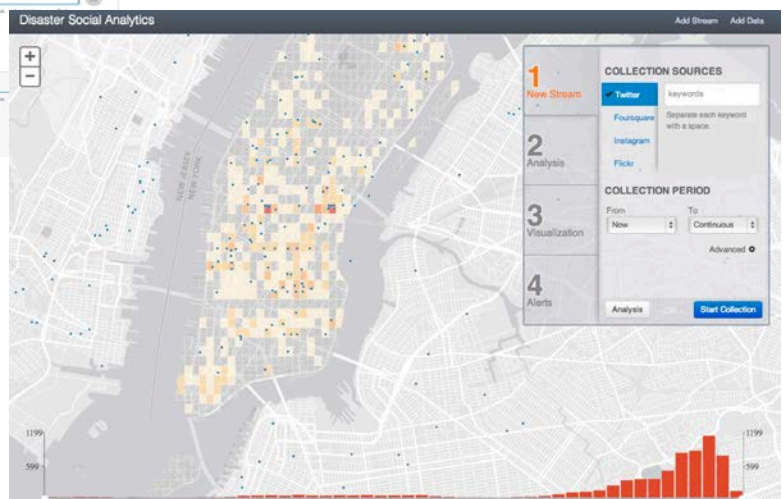 Disaster Social Analytics
Add Stream Add Data
+
−
NEW JERSEY
NEW YORK
1
New Stream
2
Analysis
3
Visualization
4
Alerts
COLLECTION SOURCES
Twitter
Foursquare
Instagram
Flickr
keywords
Separate each keyword
with a space.
COLLECTION PERIOD
From To
Now Continuous
Advanced
Analysis OR Start Collection
1199 1199
599 599